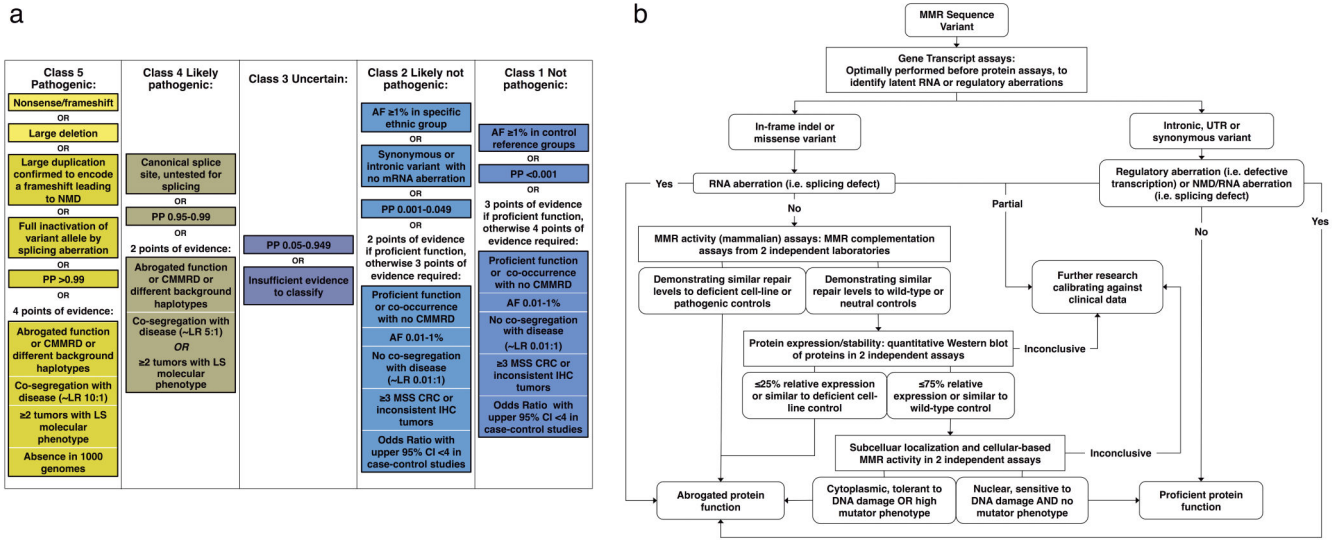 a
Class 5
Pathogenic:
Nonsense/frameshift
OR
Large deletion
OR
Large duplication
confirmed to encode
a frameshift leading
to NMD
OR
Full inactivation of
variant allele by
splicing aberration
OR
PP >0.99
OR
4 points of evidence:
Abrogated function
or CMMRD or
different background
haplotypes
Co-segregation with
disease (~LR 10:1)
≥2 tumors with LS
molecular
phenotype
Absence in 1000
genomes
Class 4 Likely
pathogenic:
Canonical splice
site, untested for
splicing
OR
PP 0.95-0.99
OR
2 points of evidence:
Abrogated function
or CMMRD or
different background
haplotypes
Co-segregation with
disease (~LR 5:1)
OR
≥2 tumors with LS
molecular
phenotype
Class 3 Uncertain:
PP 0.05-0.949
OR
Insufficient evidence
to classify
Class 2 Likely not
pathogenic:
AF ≥1% in specific
ethnic group
OR
Synonymous or
intronic variant with
no mRNA aberration
OR
PP 0.001-0.049
OR
2 points of evidence
if proficient function,
otherwise 3 points of
evidence required:
Proficient function
or co-occurrence
with no CMMRD
AF 0.01-1%
No co-segregation
with disease
(~LR 0.01:1)
≥3 MSS CRC or
inconsistent IHC
tumors
Odds Ratio with
upper 95% CI <4 in
case-control studies
Class 1 Not
pathogenic:
AF ≥1% in control
reference groups
OR
PP <0.001
OR
3 points of evidence
if proficient function,
otherwise 4 points of
evidence required:
Proficient function
or co-occurrence
with no CMMRD
AF 0.01-1%
No co-segregation
with disease
(~LR 0.01:1)
≥3 MSS CRC or
inconsistent IHC
tumors
Odds Ratio with
upper 95% CI <4 in
case-control studies
b
MMR Sequence
Variant
Gene Transcript assays:
Optimally performed before protein assays, to
identify latent RNA or regulatory aberrations
In-frame indel or
missense variant
Intronic, UTR or
synonymous variant
Yes
RNA aberration (i.e. splicing defect)
Regulatory aberration (i.e. defective
transcription) or NMD/RNA aberration
(i.e. splicing defect)
No
Partial
No
Yes
MMR activity (mammalian) assays: MMR complementation
assays from 2 independent laboratories
Demonstrating similar repair
levels to deficient cell-line or
pathogenic controls
Demonstrating similar
repair levels to wild-type or
neutral controls
Further research
calibrating against
clinical data
Protein expression/stability: quantitative Western blot
of proteins in 2 independent assays
Inconclusive
≤25% relative expression
or similar to deficient cell-
line control
≤75% relative
expression or similar to
wild-type control
Subcelluar localization and cellular-based
MMR activity in 2 independent assays
Inconclusive
Abrogated protein
function
Cytoplasmic, tolerant to
DNA damage OR high
mutator phenotype
Nuclear, sensitive to
DNA damage AND no
mutator phenotype
Proficient protein
function